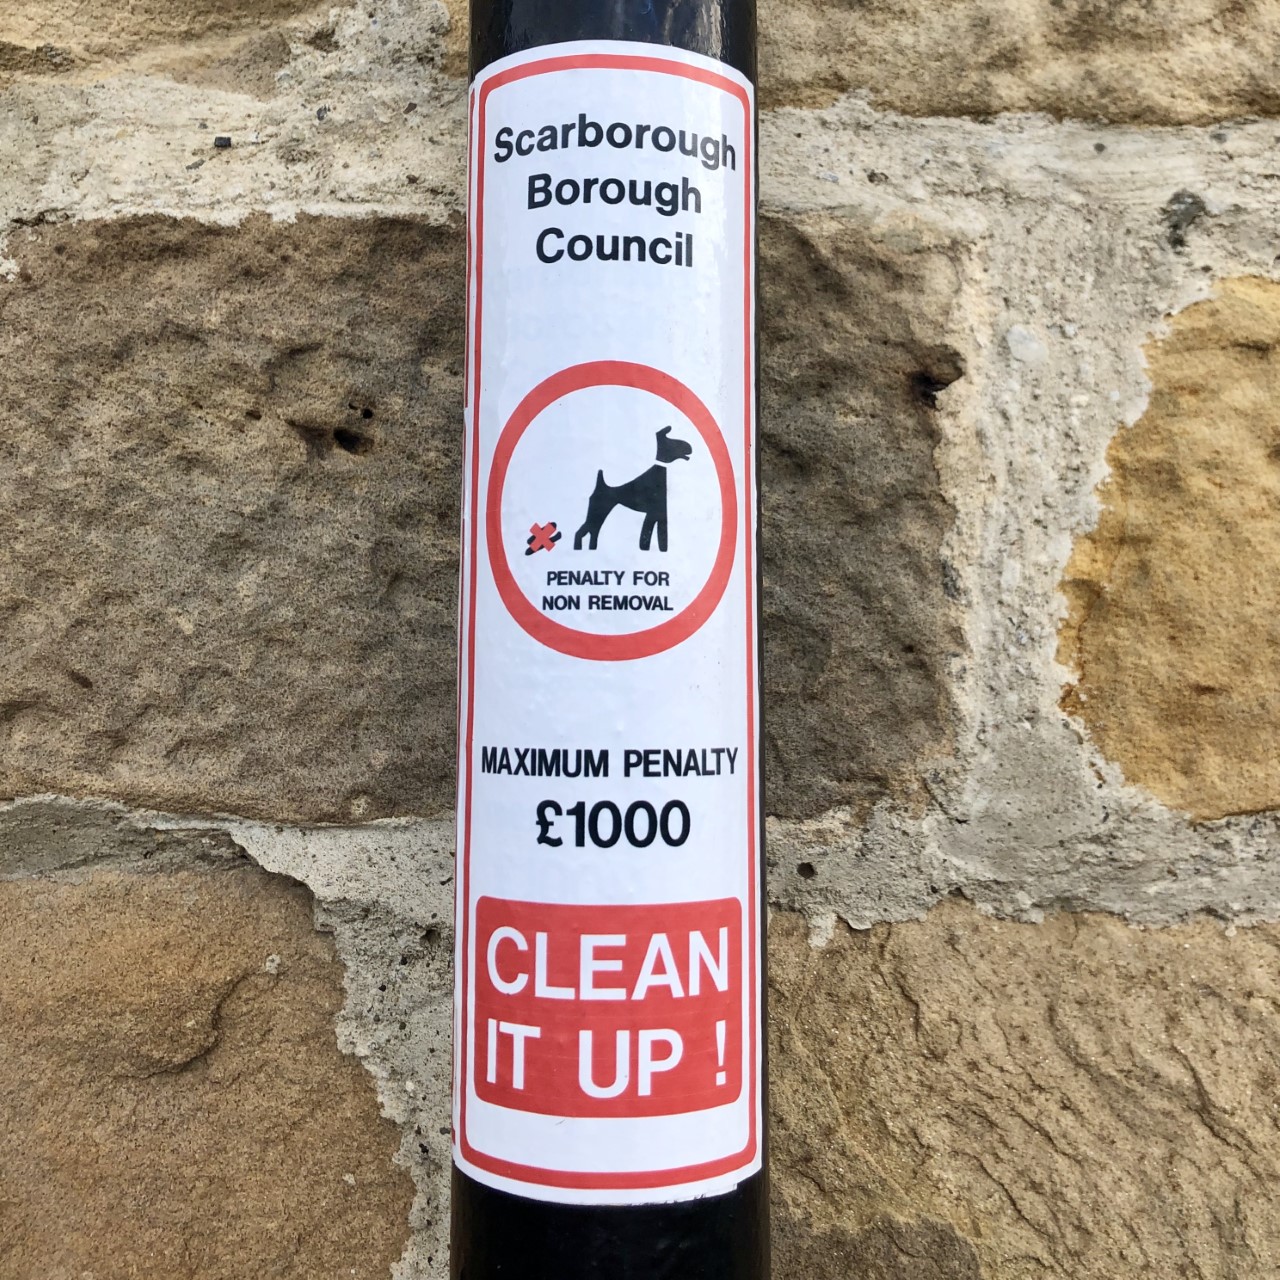 Scarborough
Borough
Council
PENALTY FOR
NON REMOVAL
MAXIMUM PENALTY
£1000
CLEAN
IT UP !